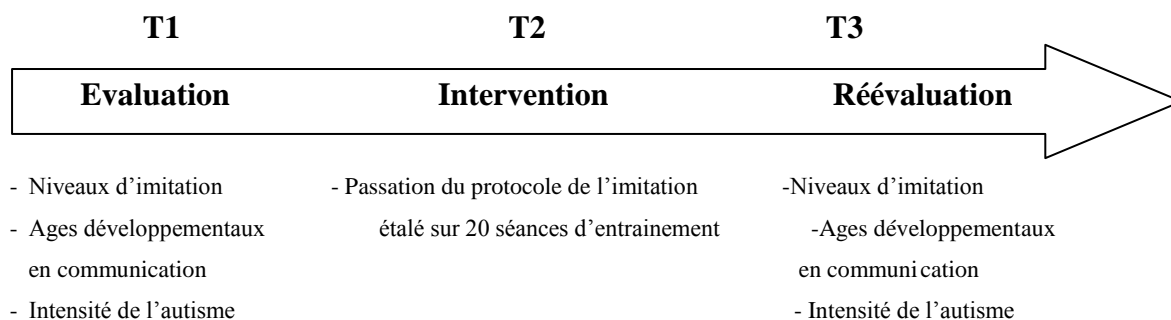 T1 T2 T3
Evaluation Intervention Réévaluation
- Niveaux d’imitation - Passation du protocole de l’imitation -Niveaux d’imitation
- Ages développementaux étalé sur 20 séances d’entrainement -Ages développementaux
en communication en communication
- Intensité de l’autisme - Intensité de l’autisme